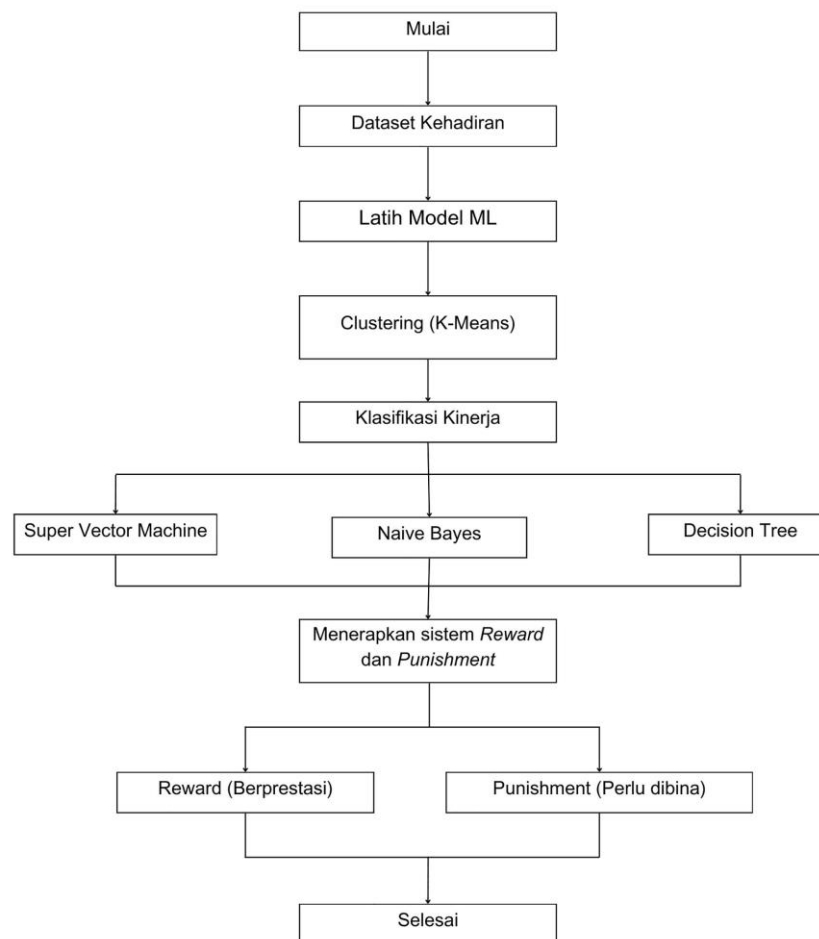 Mulai
Dataset Kehadiran
Latih Model ML
Clustering (K-Means)
Klasifikasi Kinerja
Super Vector Machine
Naive Bayes
Decision Tree
Menerapkan sistem Reward
dan Punishment
Reward (Berprestasi)
Punishment (Perlu dibina)
Selesai